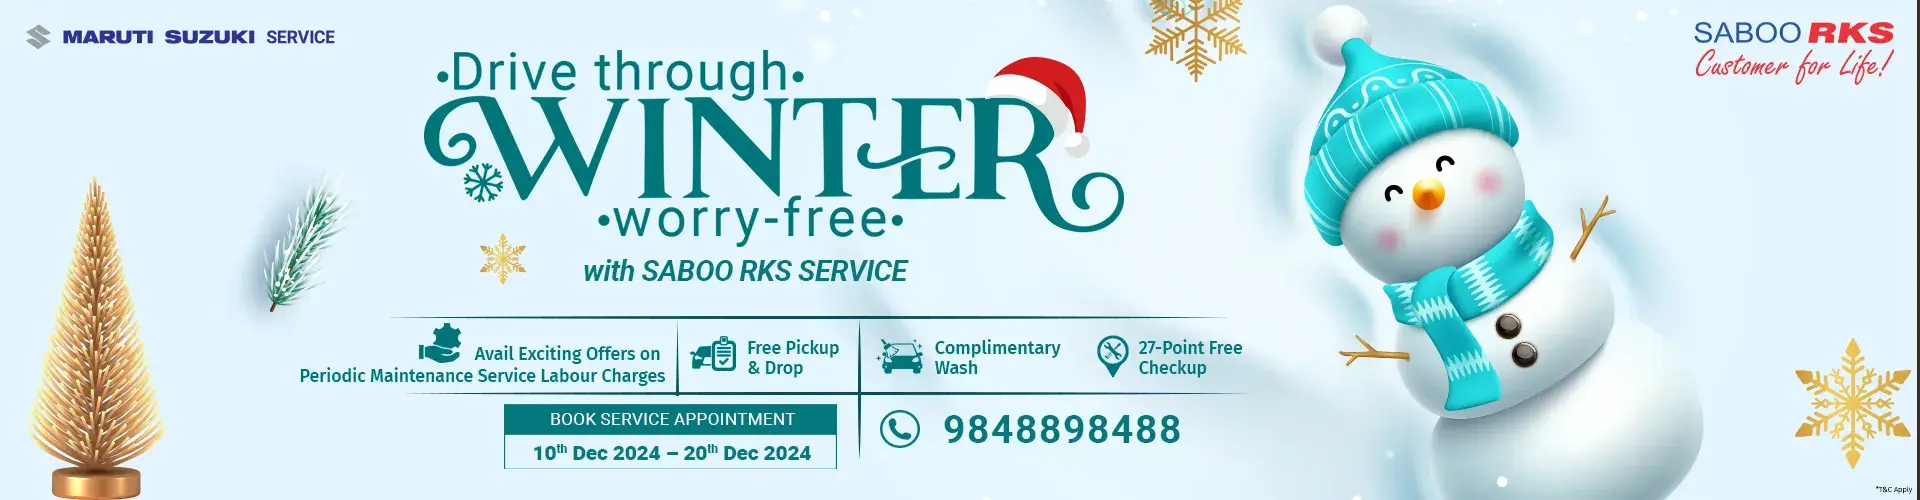 MARUTI SUZUKI SERVICE
SABOO RKS
Customer for Life!
•Drive through•
WINTER
•worry-free•
with SABOO RKS SERVICE
Avail Exciting Offers on
Periodic Maintenance Service Labour Charges
Free Pickup
& Drop
Complimentary
Wash
27-Point Free
Checkup
BOOK SERVICE APPOINTMENT
10th Dec 2024 – 20th Dec 2024
9848898488
*T&C Apply